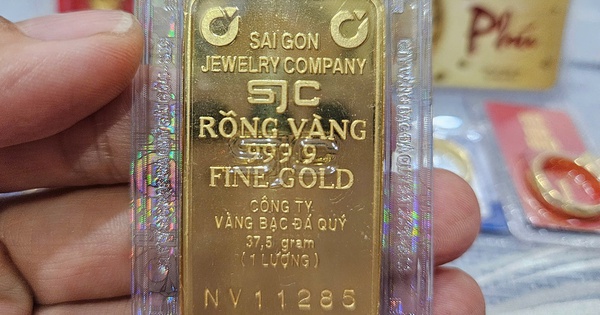 SAI GON
JEWELRY COMPANY
SJC
RỒNG VÀNG
999.9
FINE GOLD
CÔNG TY
VÀNG BẠC ĐÁ QUÝ
37,5 gram
(1 LƯỢNG)
NV11285
Phú